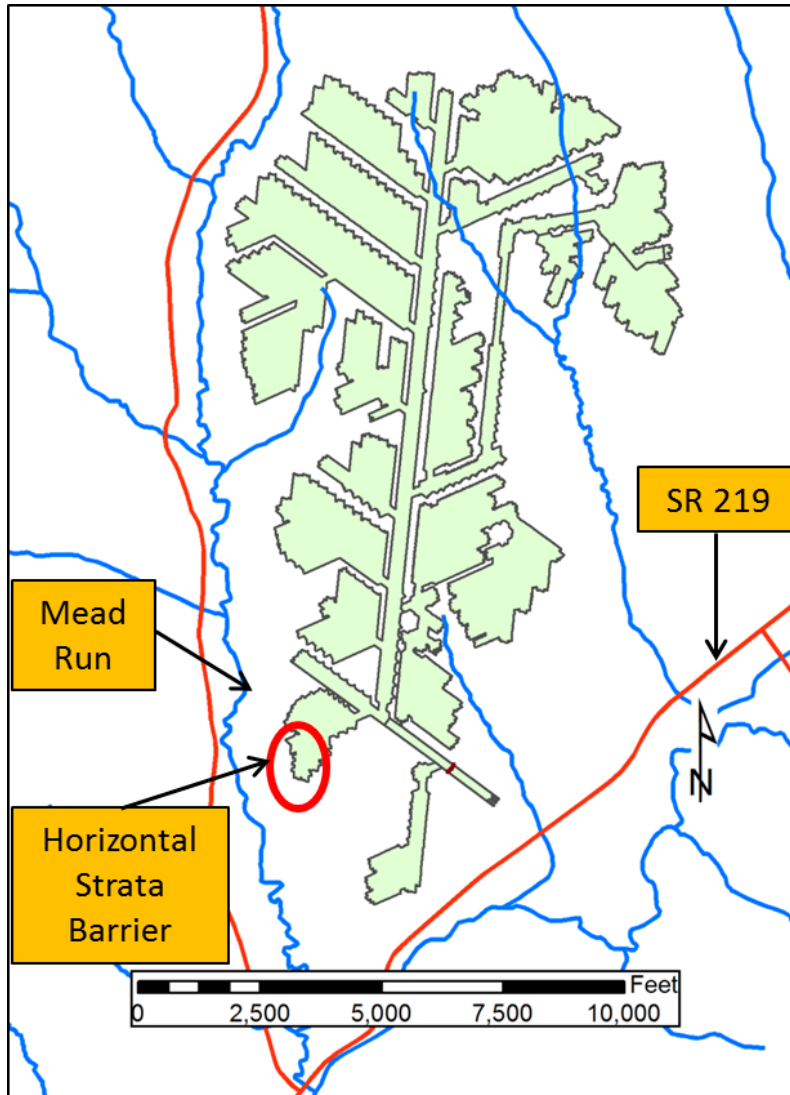 SR 219
Mead
Run
N
Horizontal
Strata
Barrier
Feet
0 2,500 5,000 7,500 10,000